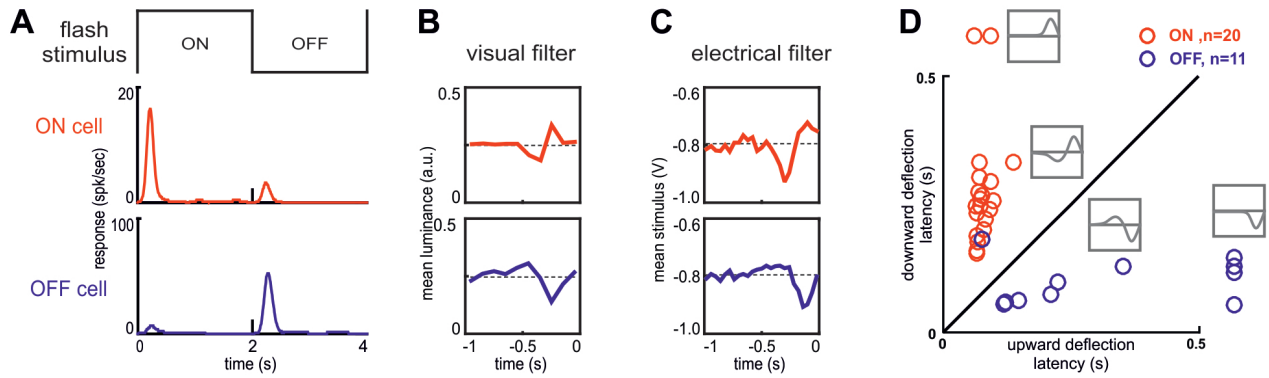 A
flash
stimulus
ON
OFF
20
ON cell
0
response (spk/sec)
100
OFF cell
0
0
2
4
time (s)
B
visual filter
0.5
0
mean luminance (a.u.)
0.5
0
-1
-0.5
0
time (s)
C
electrical filter
-0.6
-0.8
-1.0
mean stimulus (V)
-0.6
-0.8
-1.0
-1
-0.5
0
time (s)
D
ON ,n=20
OFF, n=11
0.5
downward deflection
latency (s)
0
0
upward deflection
latency (s)
0.5